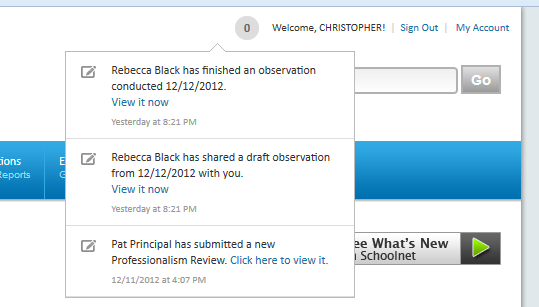 0 Welcome, CHRISTOPHER! | Sign Out | My Account
Rebecca Black has finished an observation
conducted 12/12/2012.
View it now
Yesterday at 8:21 PM
Go
Rebecca Black has shared a draft observation
from 12/12/2012 with you.
View it now
Yesterday at 8:21 PM
Pat Principal has submitted a new
Professionalism Review. Click here to view it.
12/11/2012 at 4:07 PM
What's New
Schoolnet